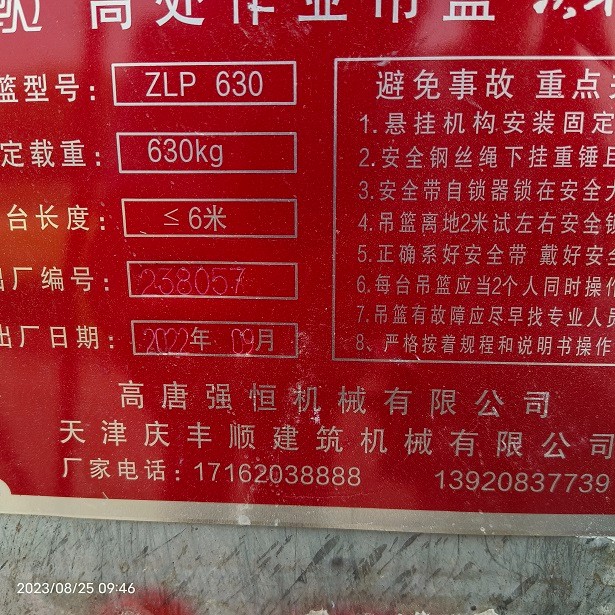 高处作业吊篮
篮型号： ZLP 630
定载重： 630kg
台长度： ≤6米
出厂编号： 238057
出厂日期： 2022年 09月
避免事故 重点
1.悬挂机构安装固定
2.安全钢丝绳下挂重锤且
3.安全带自锁器锁在安全
4.吊篮离地2米试左右安全锁
5.正确系好安全带 戴好安全
6.每台吊篮应当2个人同时操作
7.吊篮有故障应尽早找专业人员
8、严格按着规程和说明书操作
高唐强恒机械有限公司
天津庆丰顺建筑机械有限公司
厂家电话：17162038888 13920837739
2023/08/25 09:46